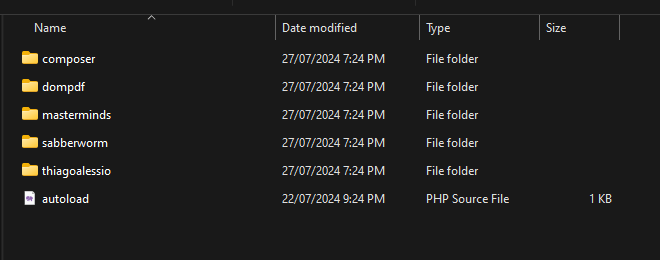 Name Date modified Type Size
composer 27/07/2024 7:24 PM File folder
dompdf 27/07/2024 7:24 PM File folder
masterminds 27/07/2024 7:24 PM File folder
sabberworm 27/07/2024 7:24 PM File folder
thiagoalessio 27/07/2024 7:24 PM File folder
autoload 22/07/2024 9:24 PM PHP Source File 1 KB